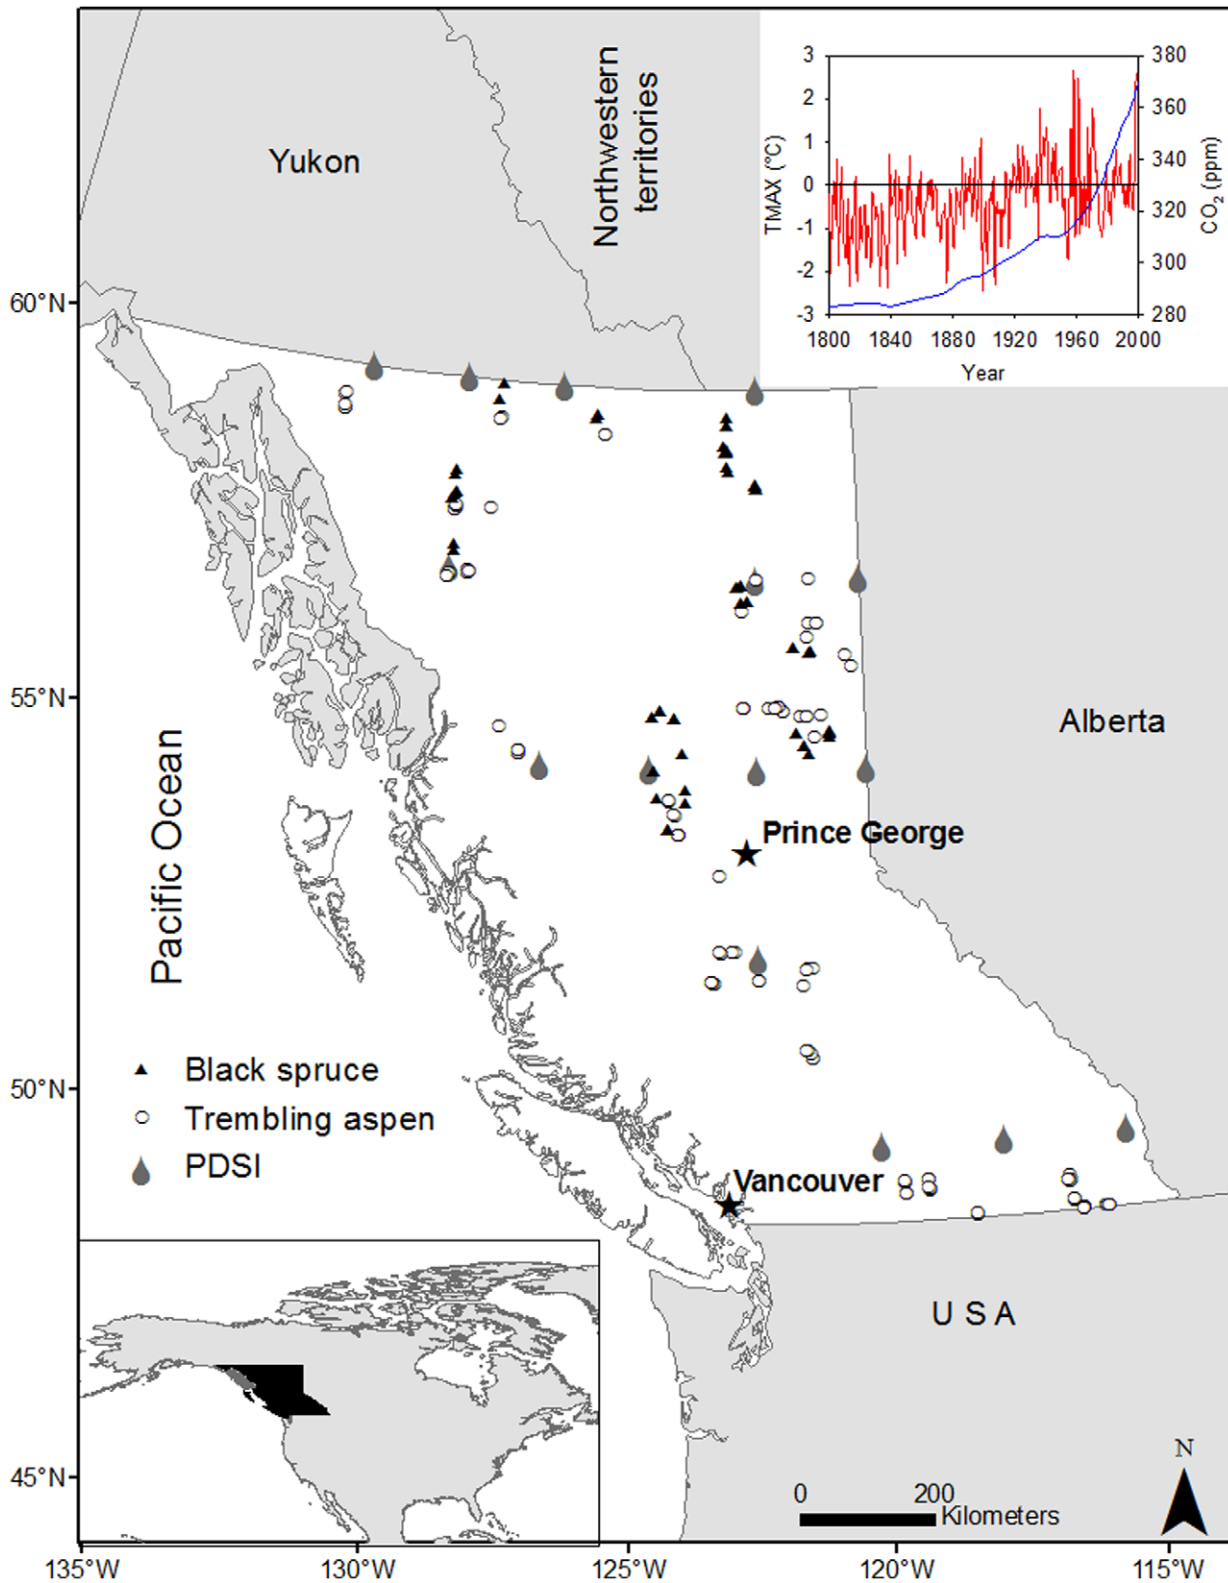 Yukon
Northwestern
territories
3
2
1
0
-1
-2
-3
TMAX (°C)
380
360
340
320
300
280
CO₂ (ppm)
1800 1840 1880 1920 1960 2000
Year
60°N
55°N
50°N
45°N
Pacific Ocean
Alberta
Prince George
Black spruce
Trembling aspen
PDSI
Vancouver
U S A
N
0 200
Kilometers
135°W 130°W 125°W 120°W 115°W